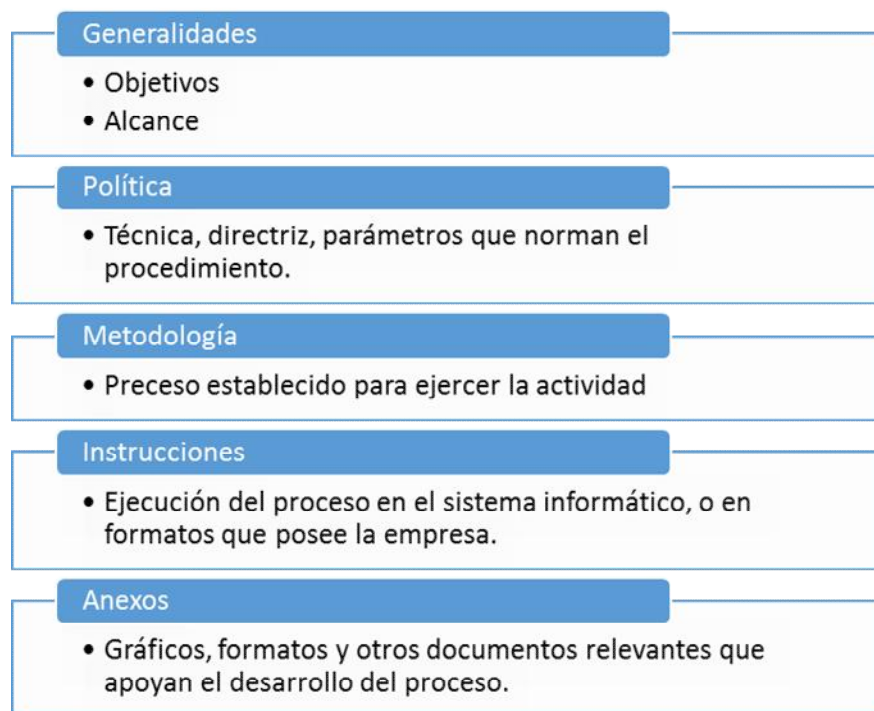 Generalidades
• Objetivos
• Alcance
Política
• Técnica, directriz, parámetros que norman el
procedimiento.
Metodología
• Preceso establecido para ejercer la actividad
Instrucciones
• Ejecución del proceso en el sistema informático, o en
formatos que posee la empresa.
Anexos
• Gráficos, formatos y otros documentos relevantes que
apoyan el desarrollo del proceso.